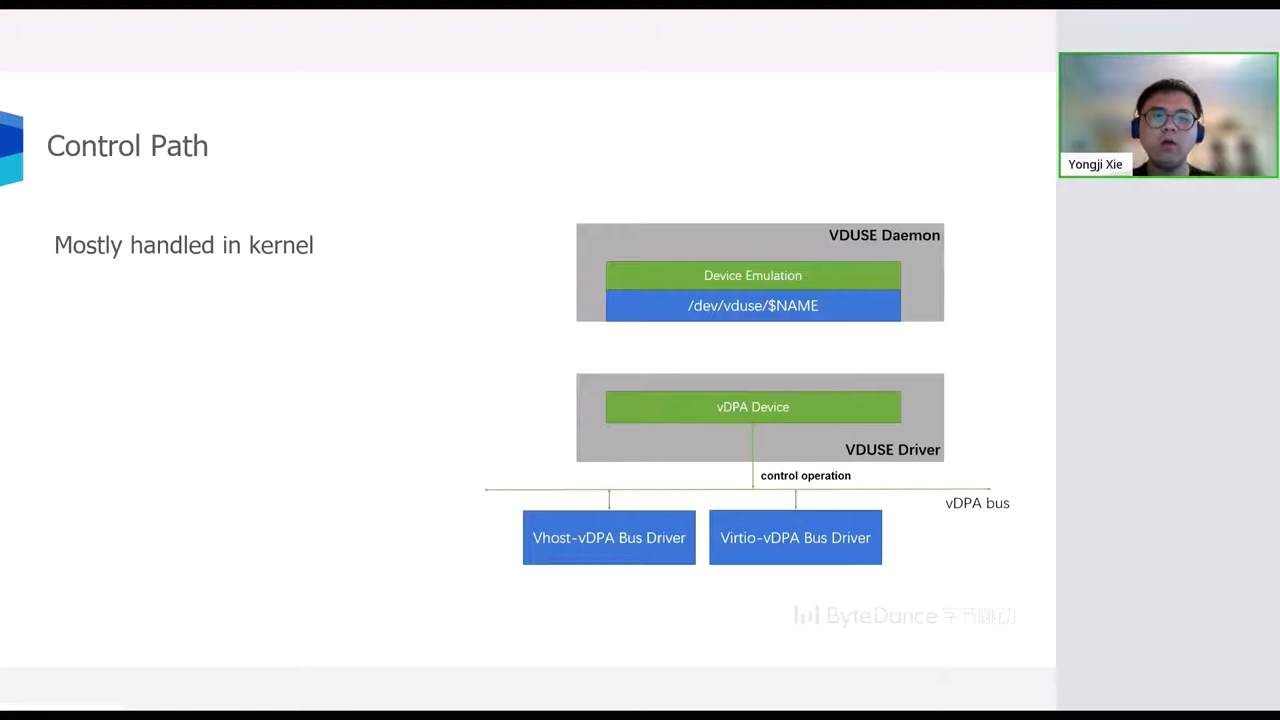 Control Path
Mostly handled in kernel
VDUSE Daemon
Device Emulation
/dev/vduse/$NAME
vDPA Device
VDUSE Driver
control operation
vDPA bus
Vhost-vDPA Bus Driver
Virtio-vDPA Bus Driver
ByteDance 字节跳动
Yongji Xie